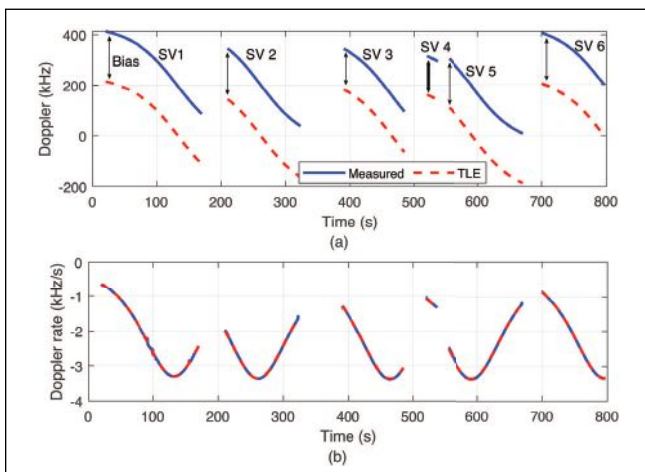 400
200
0
-200
Doppler (kHz)
Bias
SV1
SV 2
SV 3
SV 4
SV 5
SV 6
Measured
TLE
0
100
200
300
400
500
600
700
800
Time (s)
(a)
0
-1
-2
-3
-4
Doppler rate (kHz/s)
0
100
200
300
400
500
600
700
800
Time (s)
(b)